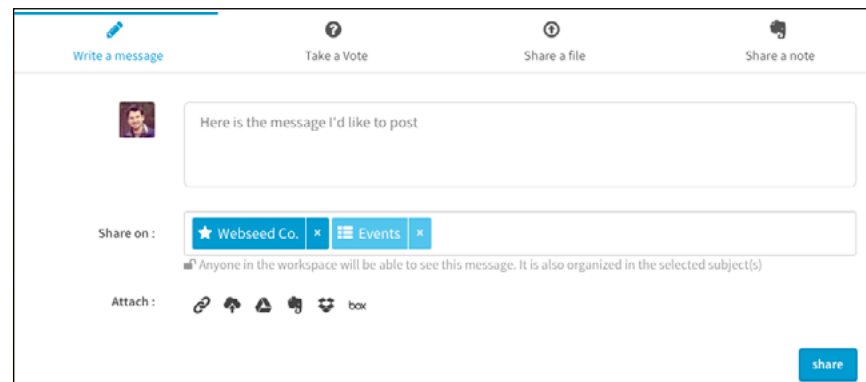 Write a message
Take a Vote
Share a file
Share a note
Here is the message I'd like to post
Share on :
Webseed Co. ×
Events ×
Anyone in the workspace will be able to see this message. It is also organized in the selected subject(s)
Attach :
box
share